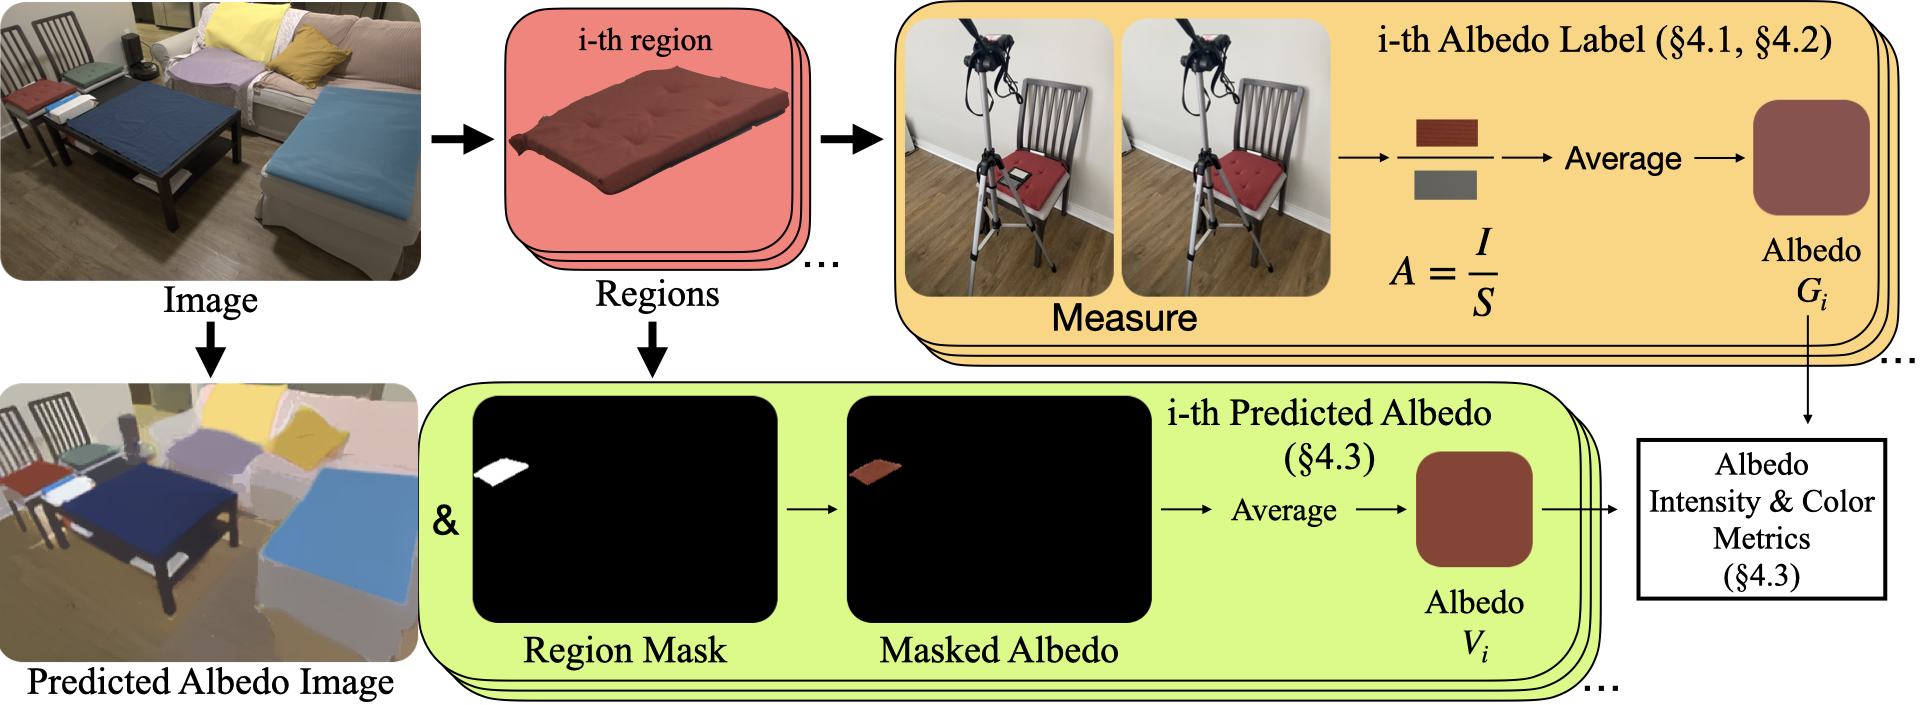 Image
i-th region
Regions
...
i-th Albedo Label (§4.1, §4.2)
Measure
A = I / S
Average
Albedo
G_i
...
Predicted Albedo Image
&
Region Mask
Masked Albedo
i-th Predicted Albedo
(§4.3)
Average
Albedo
V_i
...
Albedo
Intensity & Color
Metrics
(§4.3)